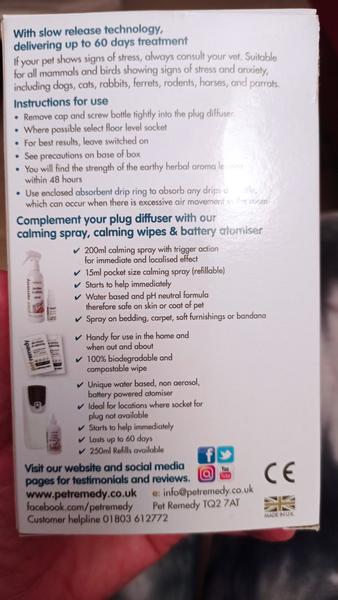 With slow release technology,
delivering up to 60 days treatment
If your pet shows signs of stress, always consult your vet. Suitable
for all mammals and birds showing signs of stress and anxiety,
including dogs, cats, rabbits, ferrets, rodents, horses, and parrots.
Instructions for use
• Remove cap and screw bottle tightly into the plug diffuser
• Where possible select floor level socket
• For best results, leave switched on
• See precautions on base of box
• You will find the strength of the earthy herbal aroma
within 48 hours
• Use enclosed absorbent drip ring to absorb any drips
which can occur when there is excessive air movement in the room
Complement your plug diffuser with our
calming spray, calming wipes & battery atomiser
✔ 200ml calming spray with trigger action
for immediate and localised effect
✔ 15ml pocket size calming spray (refillable)
✔ Starts to help immediately
✔ Water based and pH neutral formula
therefore safe on skin or coat of pet
✔ Spray on bedding, carpet, soft furnishings or bandana
✔ Handy for use in the home and
when out and about
✔ 100% biodegradable and
compostable wipe
✔ Unique water based, non aerosol,
battery powered atomiser
✔ Ideal for locations where socket for
plug not available
✔ Starts to help immediately
✔ Lasts up to 60 days
✔ 250ml Refills available
Visit our website and social media
pages for testimonials and reviews.
www.petremedy.co.uk e: info@petremedy.co.uk
facebook.com/petremedy Pet Remedy TQ2 7AT
Customer helpline 01803 612772
You Tube
CE
MADE IN U.K.